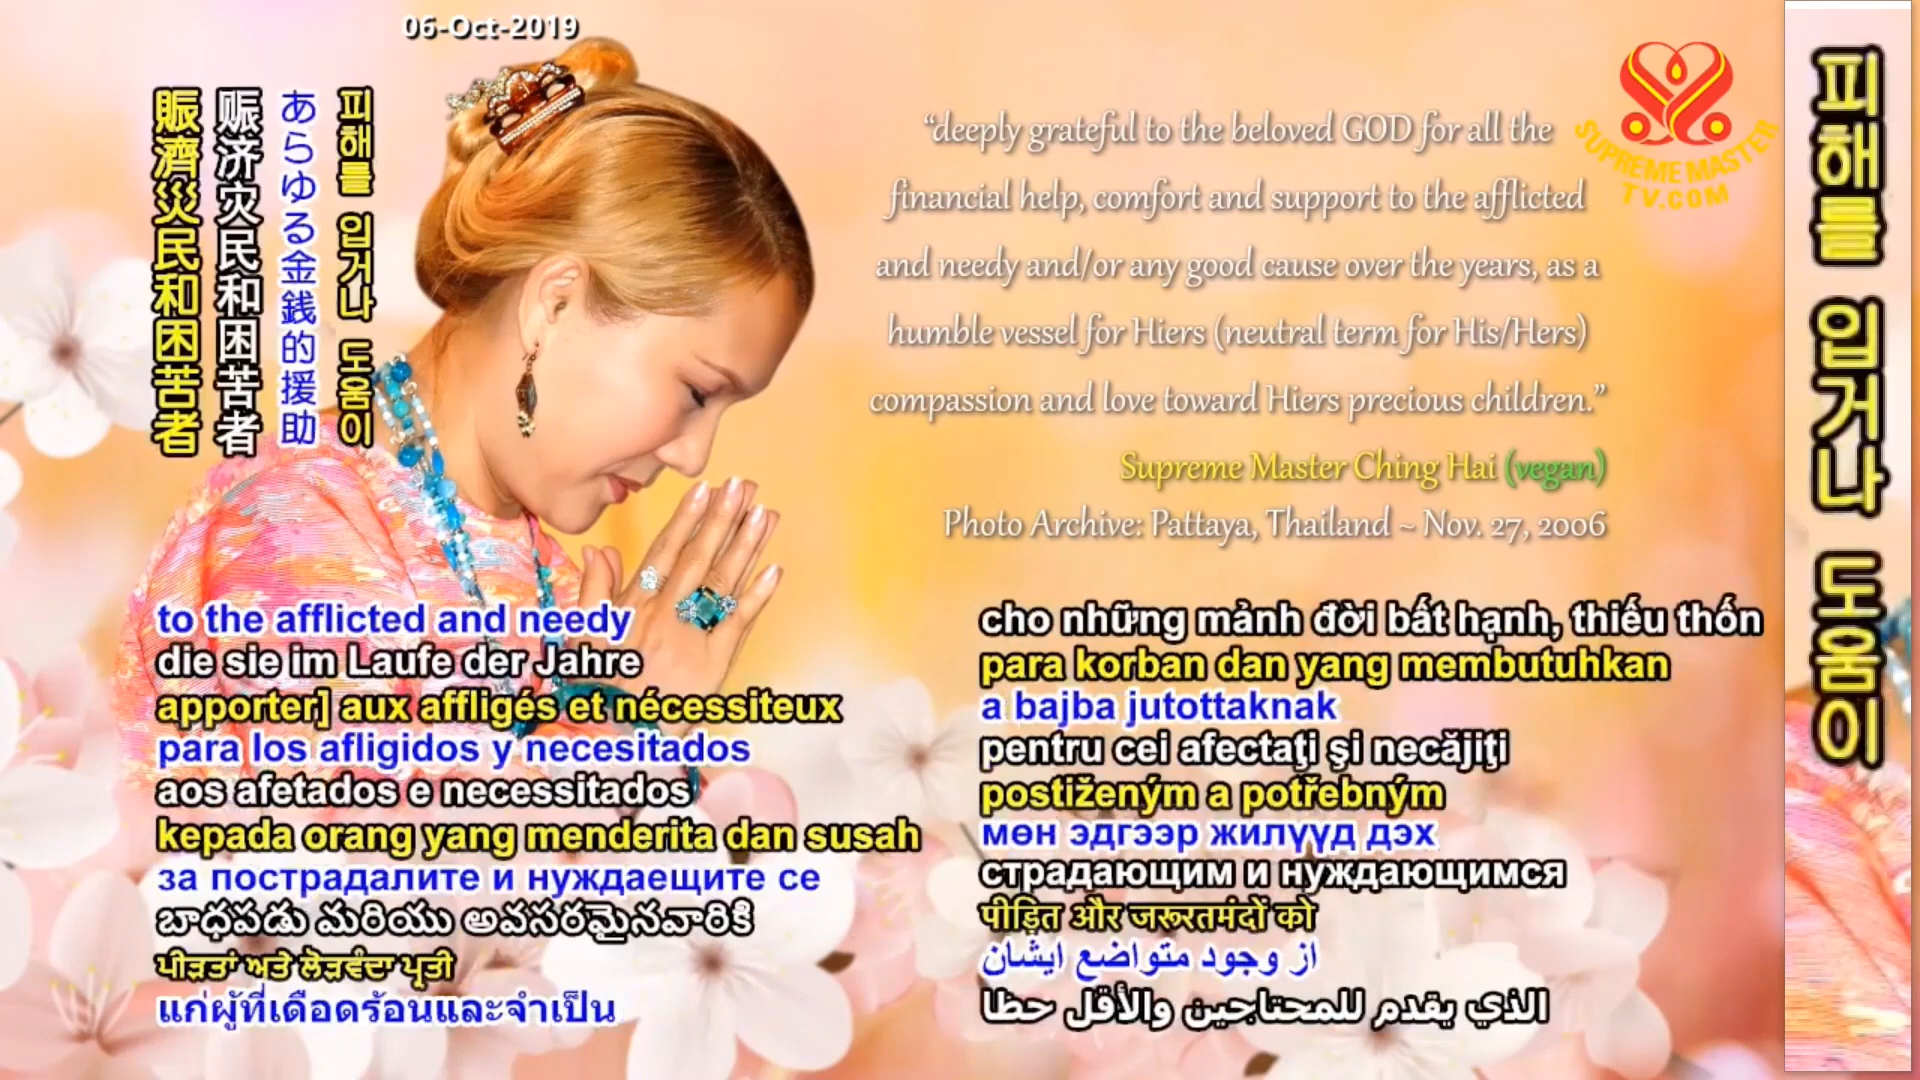 06-Oct-2019
賑濟災民和困苦者
赈济灾民和困苦者
あらゆる金銭的援助
피해를 입거나 도움이
“deeply grateful to the beloved GOD for all the
financial help, comfort and support to the afflicted
and needy and/or any good cause over the years, as a
humble vessel for Hiers (neutral term for His/Hers)
compassion and love toward Hiers precious children.”
Supreme Master Ching Hai (vegan)
Photo Archive: Pattaya, Thailand ~ Nov. 27, 2006
SUPREME MASTER
TV.COM
to the afflicted and needy
die sie im Laufe der Jahre
apporter] aux affligés et nécessiteux
para los afligidos y necesitados
aos afetados e necessitados
kepada orang yang menderita dan susah
за пострадалите и нуждаещите се
బాధపడు మరియు అవసరమైనవారికి
ਪੀੜਤਾਂ ਅਤੇ ਲੋੜਵੰਦਾ ਪ੍ਰਤੀ
แก่ผู้ที่เดือดร้อนและจำเป็น
cho những mảnh đời bất hạnh, thiếu thốn
para korban dan yang membutuhkan
a bajba jutottaknak
pentru cei afectaţi şi necăjiţi
postiženým a potřebným
мөн эдгээр жилүүд дэх
страдающим и нуждающимся
पीड़ित और जरूरतमंदों को
از وجود متواضع ایشان
الذي يقدم للمحتاجين والأقل حظا
피해를 입거나 도움이